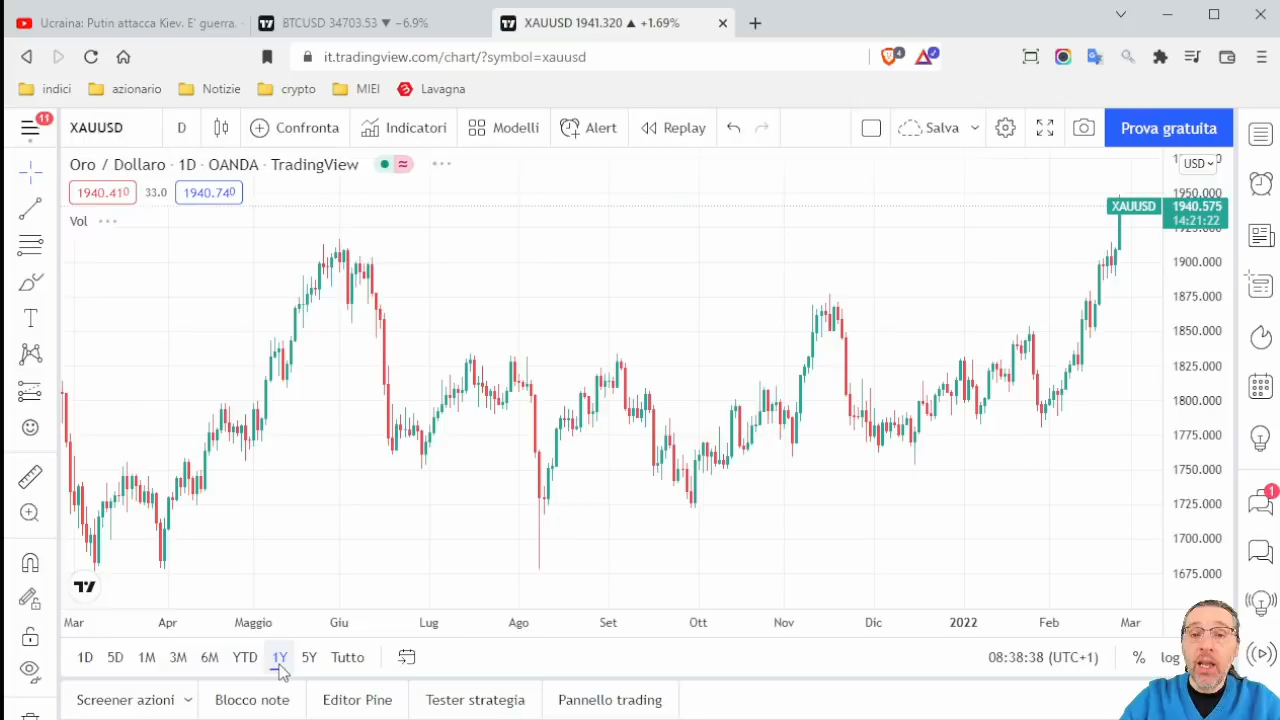 Ucraina: Putin attacca Kiev. E' guerra.
BTCUSD 34703.53 ▼ −6.9%
XAUUSD 1941.320 ▲ +1.69%
4
it.tradingview.com/chart/?symbol=xauusd
indici
azionario
Notizie
crypto
MIEI
Lavagna
11
XAUUSD
D
Confronta
Indicatori
Modelli
Alert
Replay
Salva
Prova gratuita
Oro / Dollaro · 1D · OANDA · TradingView
USD
1940.410
33.0
1940.740
Vol
1950.000
XAUUSD
1940.575
14:21:22
1900.000
1875.000
1850.000
1825.000
1800.000
1775.000
1750.000
1725.000
1700.000
1675.000
1
Mar
Apr
Maggio
Giu
Lug
Ago
Set
Ott
Nov
Dic
2022
Feb
Mar
1D
5D
1M
3M
6M
YTD
1Y
5Y
Tutto
08:38:38 (UTC+1)
%
log
Screener azioni
Blocco note
Editor Pine
Tester strategia
Pannello trading